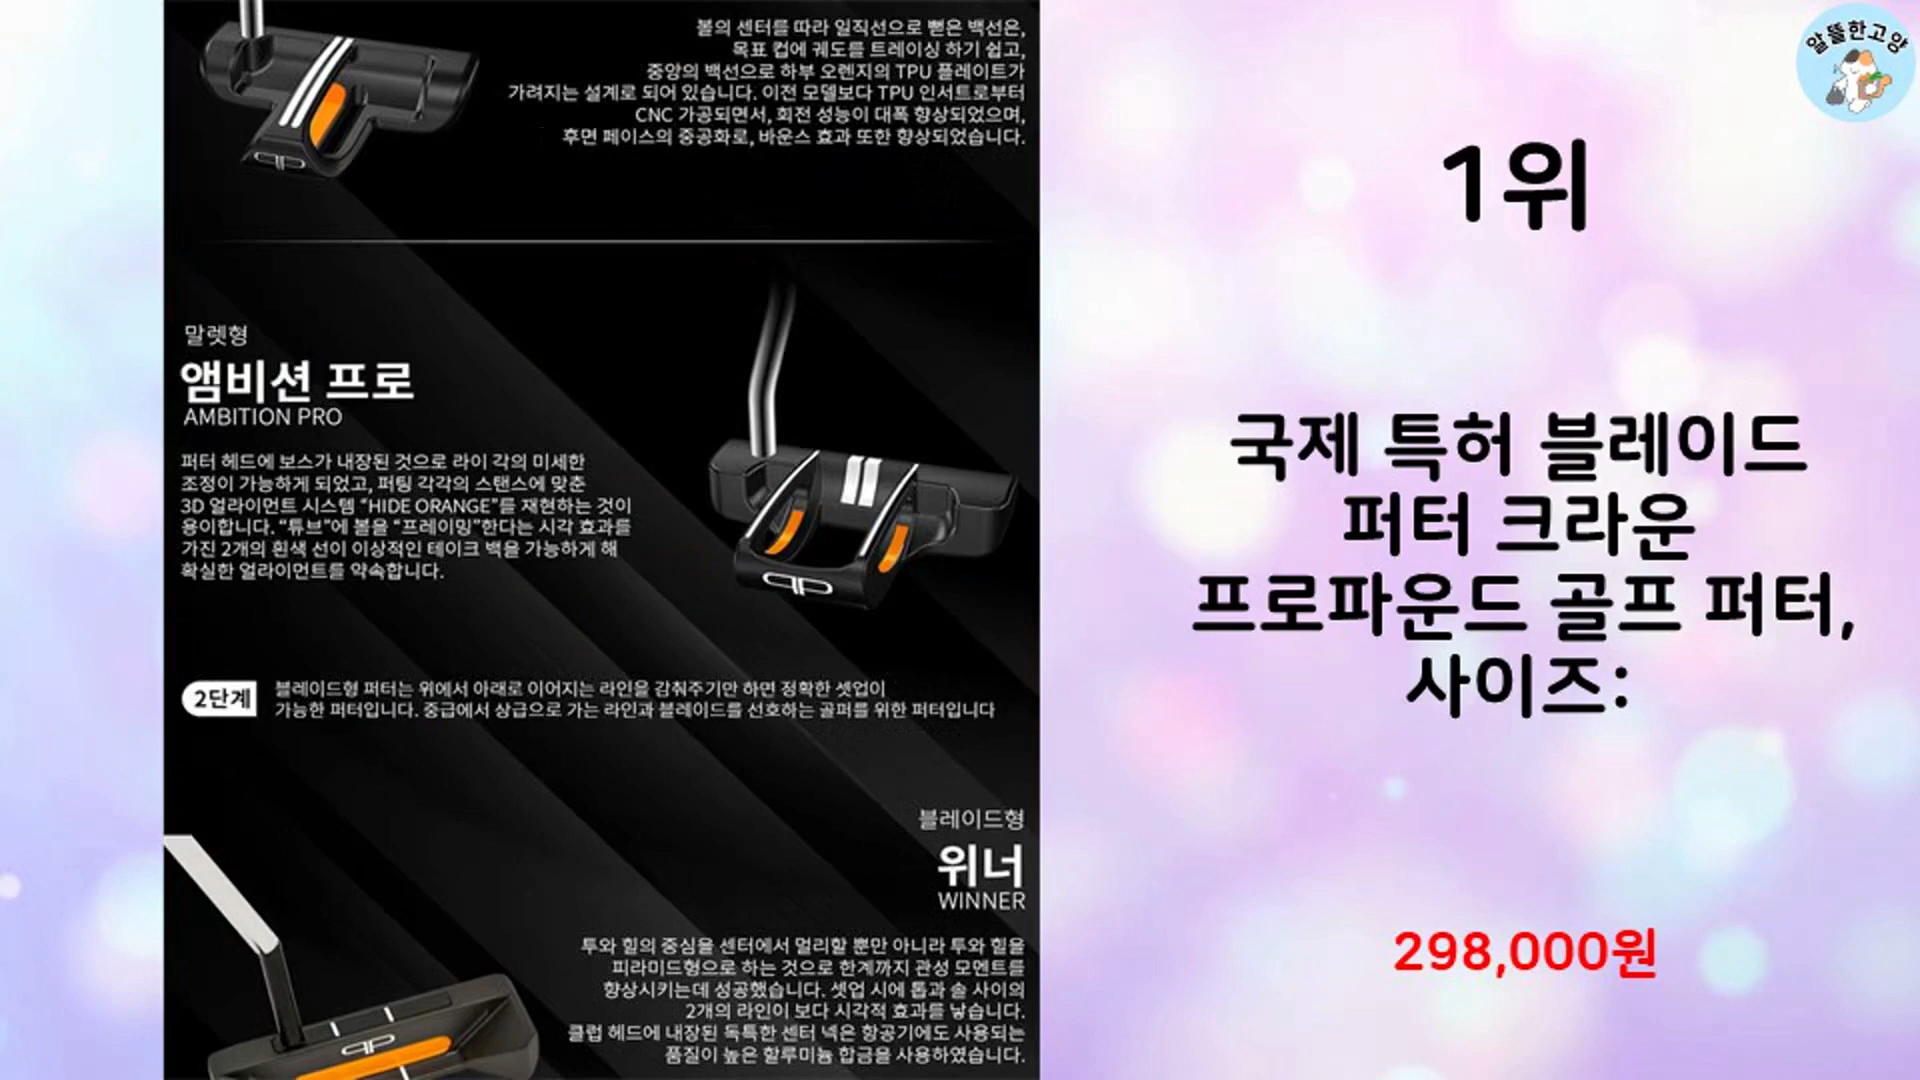 볼의 센터를 따라 일직선으로 뻗은 백선은,
목표 컵에 궤도를 트레이싱 하기 쉽고,
중앙의 백선으로 하부 오렌지의 TPU 플레이트가
가려지는 설계로 되어 있습니다. 이전 모델보다 TPU 인서트로부터
CNC 가공되면서, 회전 성능이 대폭 향상되었으며,
후면 페이스의 중공화로, 바운스 효과 또한 향상되었습니다.
말렛형
앰비션 프로
AMBITION PRO
퍼터 헤드에 보스가 내장된 것으로 라이 각의 미세한
조정이 가능하게 되었고, 퍼팅 각각의 스탠스에 맞춘
3D 얼라이먼트 시스템 “HIDE ORANGE”를 재현하는 것이
용이합니다. “튜브”에 볼을 “프레이밍”한다는 시각 효과를
가진 2개의 흰색 선이 이상적인 테이크 백을 가능하게 해
확실한 얼라이먼트를 약속합니다.
2단계
블레이드형 퍼터는 위에서 아래로 이어지는 라인을 감춰주기만 하면 정확한 셋업이
가능한 퍼터입니다. 중급에서 상급으로 가는 라인과 블레이드를 선호하는 골퍼를 위한 퍼터입니다
블레이드형
위너
WINNER
투와 힐의 중심을 센터에서 멀리할 뿐만 아니라 투와 힐을
피라미드형으로 하는 것으로 한계까지 관성 모멘트를
향상시키는데 성공했습니다. 셋업 시에 톱과 솔 사이의
2개의 라인이 보다 시각적 효과를 낳습니다.
클럽 헤드에 내장된 독특한 센터 넥은 항공기에도 사용되는
품질이 높은 할루미늄 합금을 사용하였습니다.
알뜰한고양
1위
국제 특허 블레이드
퍼터 크라운
프로파운드 골프 퍼터,
사이즈:
298,000원